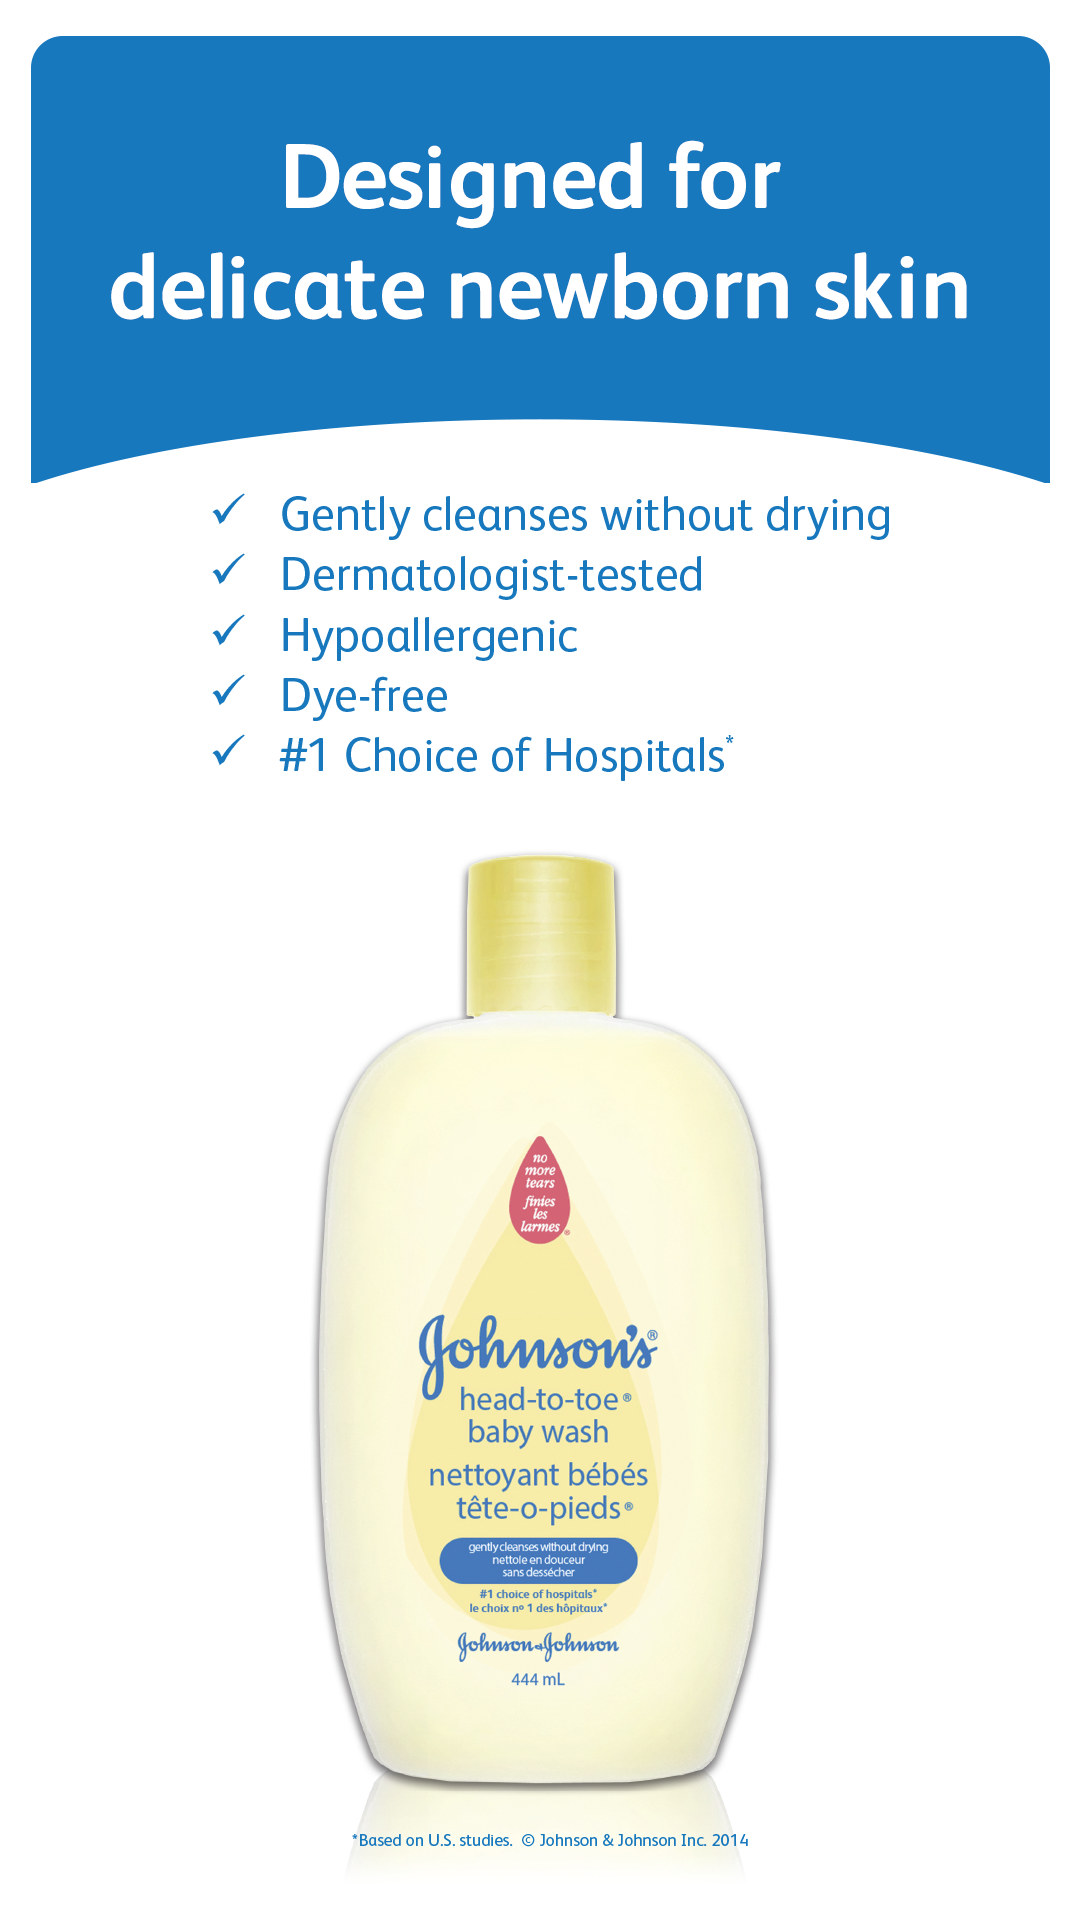 Designed for
delicate newborn skin
✓ Gently cleanses without drying
✓ Dermatologist-tested
✓ Hypoallergenic
✓ Dye-free
✓ #1 Choice of Hospitals*
no
more
tears
finies
les
larmes®
Johnson's®
head-to-toe®
baby wash
nettoyant bébés
tête-o-pieds®
gently cleanses without drying
nettoie en douceur
sans dessécher
#1 choice of hospitals*
le choix nº 1 des hôpitaux*
Johnson & Johnson
444 mL
*Based on U.S. studies. © Johnson & Johnson Inc. 2014